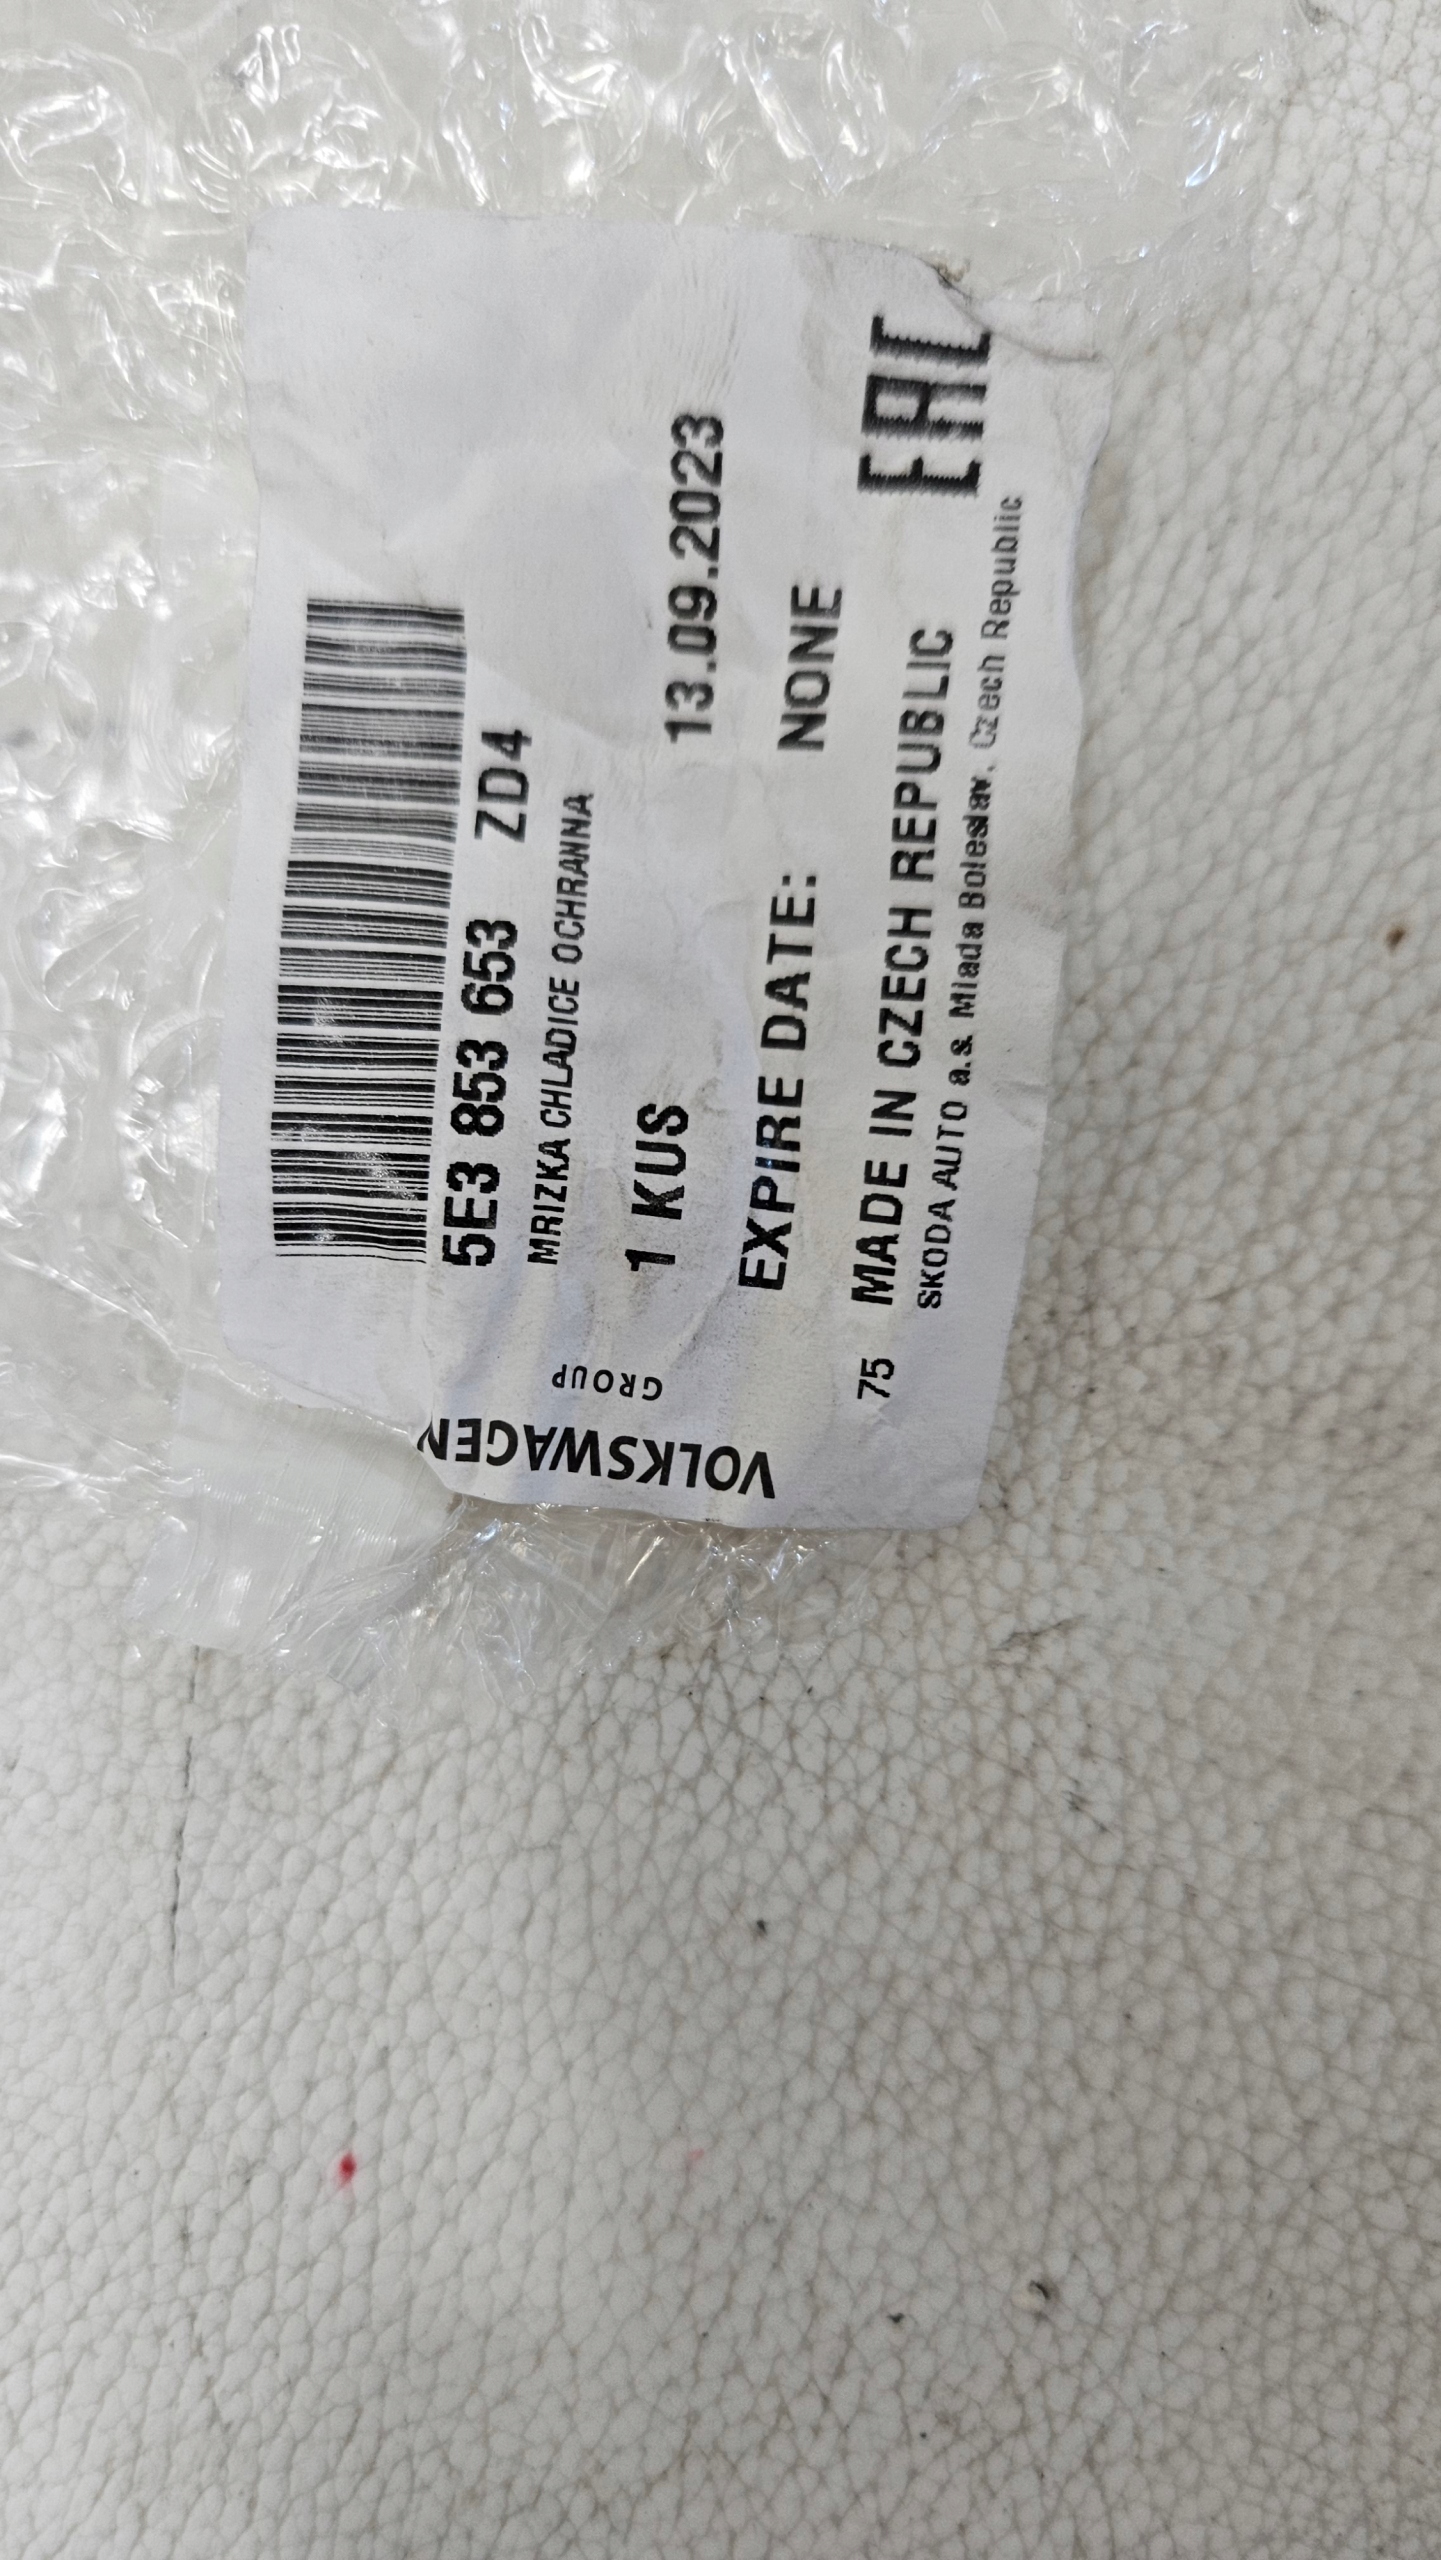 5E3 853 653 ZD4
MRIZKA CHLADICE OCHRANNA
1 KUS 13.09.2023
EXPIRE DATE: NONE
75 MADE IN CZECH REPUBLIC EAC
SKODA AUTO a.s. Mlada Boleslav. Czech Republic
VOLKSWAGEN
GROUP